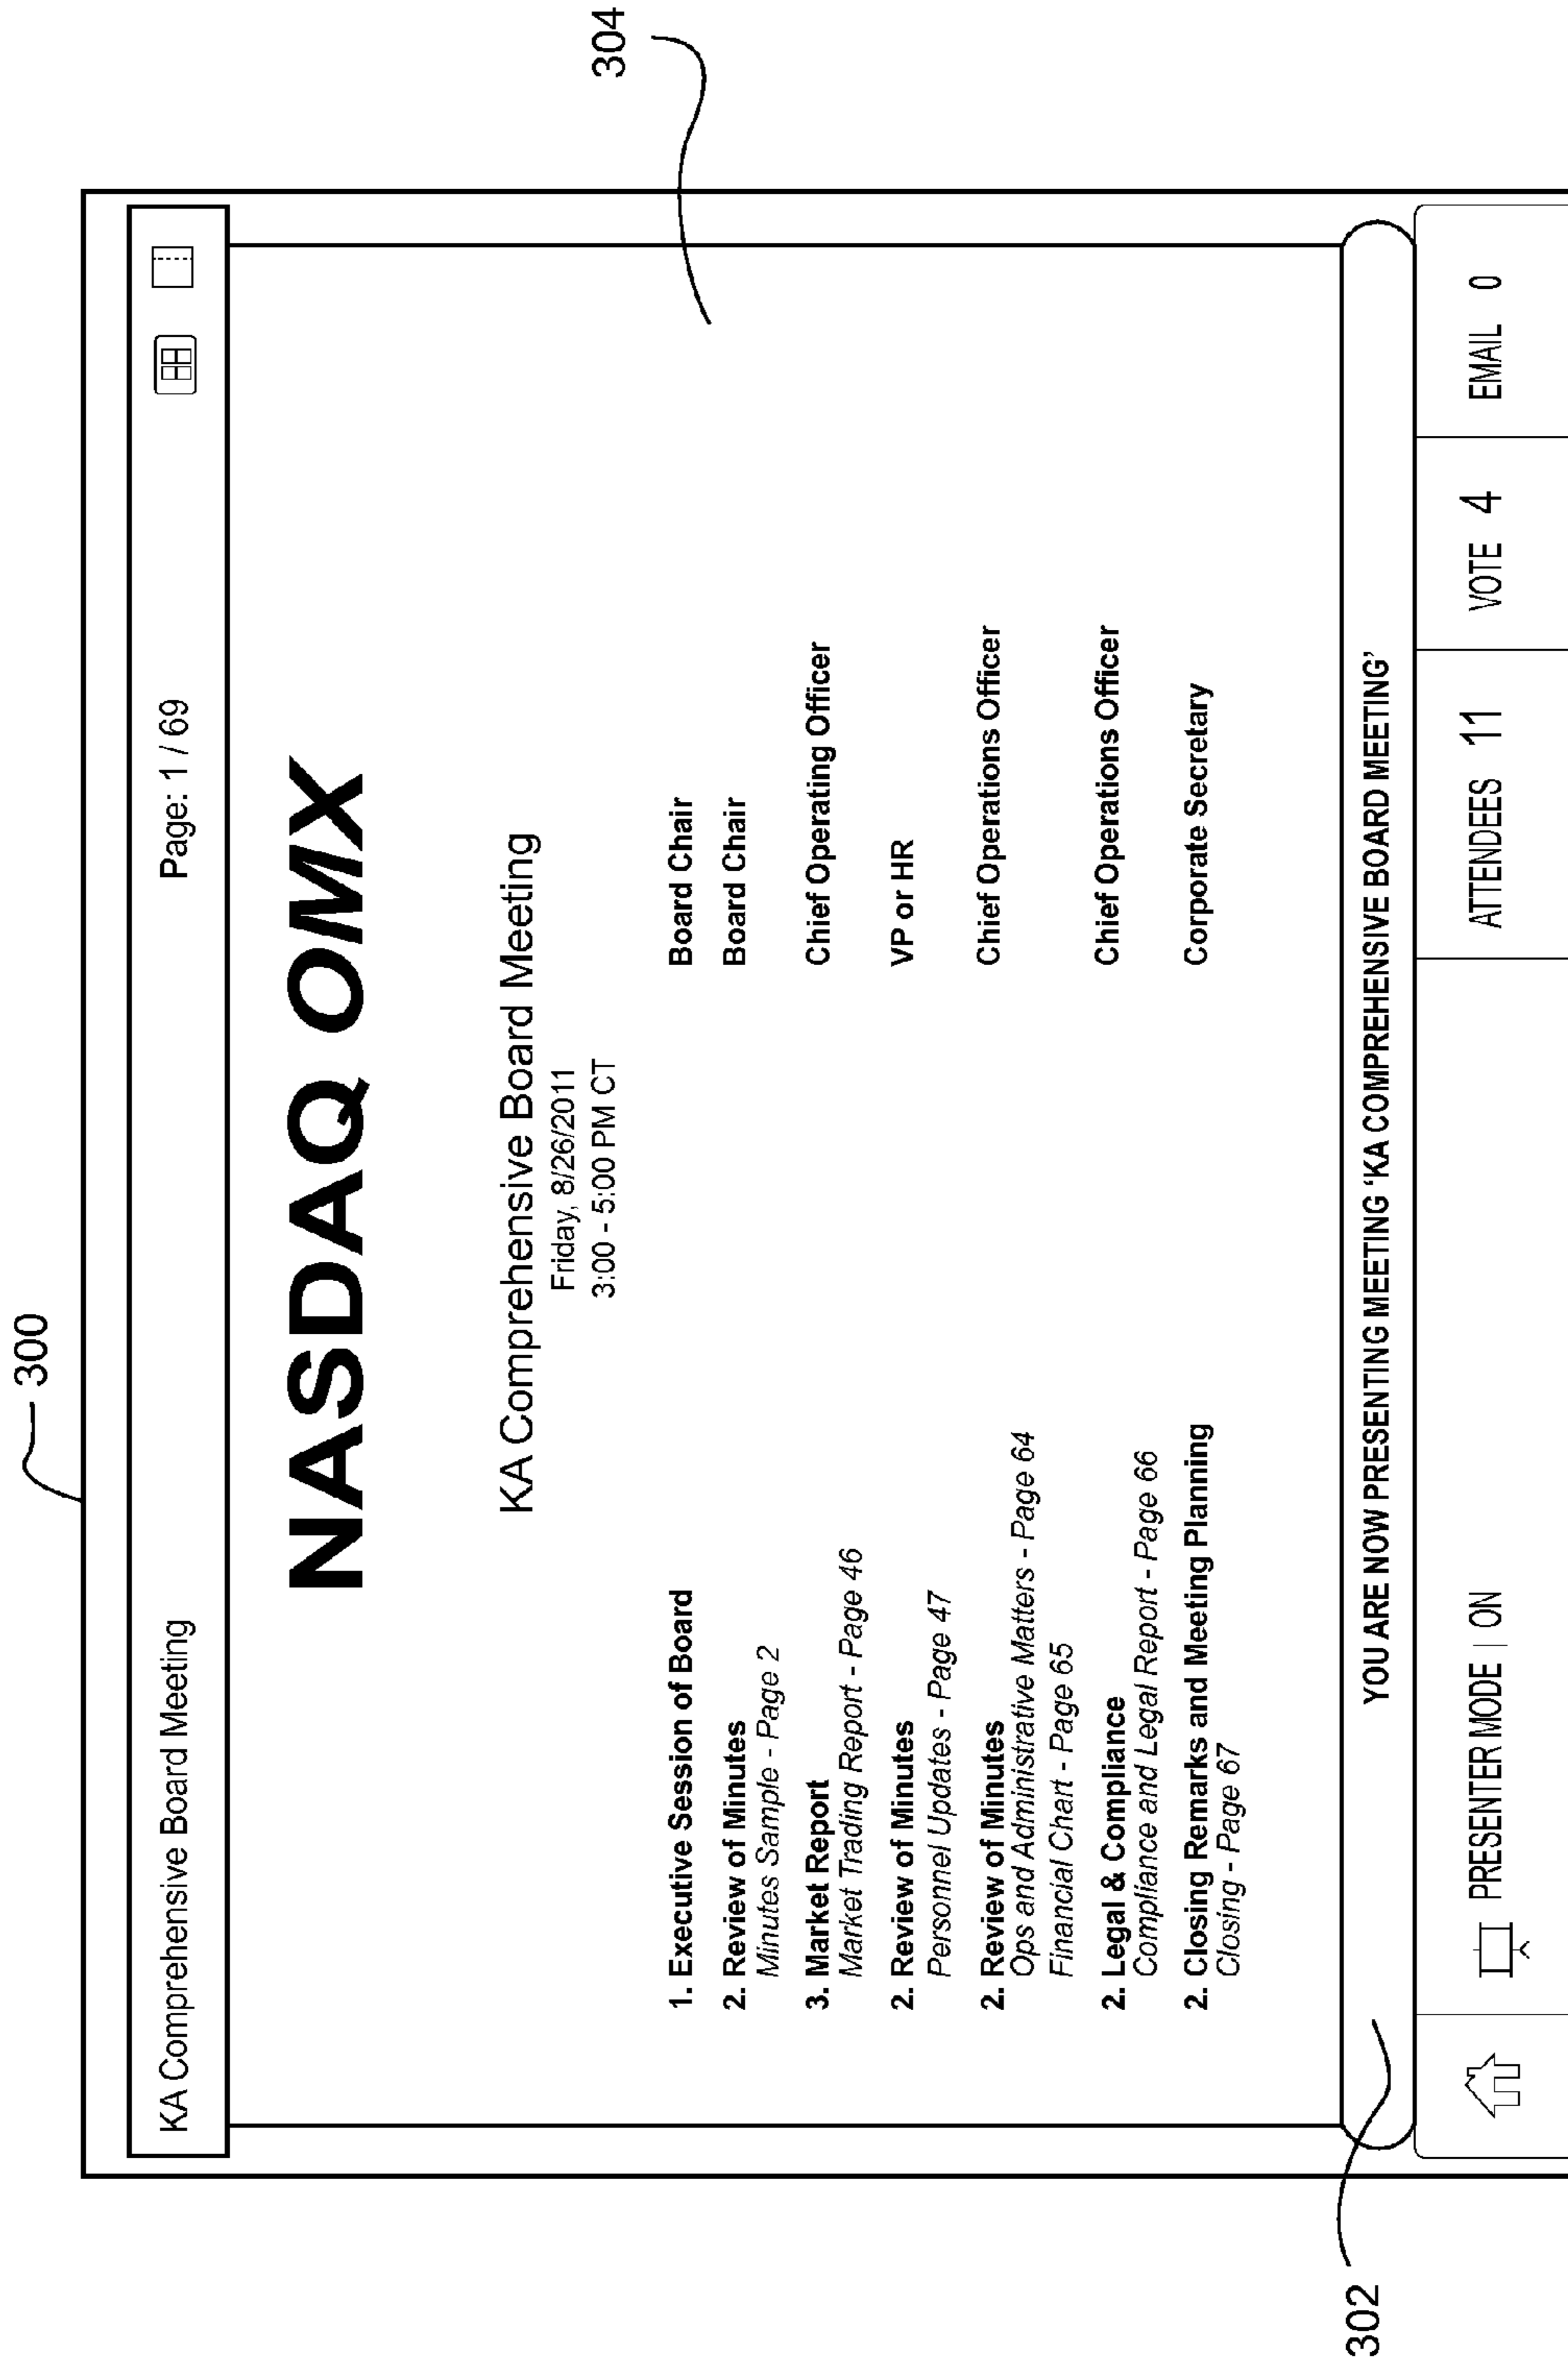 300
KA Comprehensive Board Meeting Page: 1 / 69
NASDAQ OMX
KA Comprehensive Board Meeting
Friday, 8/26/2011
3:00 - 5:00 PM CT
304
1. Executive Session of Board Board Chair
2. Review of Minutes Board Chair
Minutes Sample - Page 2
3. Market Report Chief Operating Officer
Market Trading Report - Page 46
2. Review of Minutes VP or HR
Personnel Updates - Page 47
2. Review of Minutes Chief Operations Officer
Ops and Administrative Matters - Page 64
Financial Chart - Page 65
2. Legal & Compliance Chief Operations Officer
Compliance and Legal Report - Page 66
2. Closing Remarks and Meeting Planning Corporate Secretary
Closing - Page 67
302
YOU ARE NOW PRESENTING MEETING ‘KA COMPREHENSIVE BOARD MEETING’
PRESENTER MODE | ON ATTENDEES 11 VOTE 4 EMAIL 0